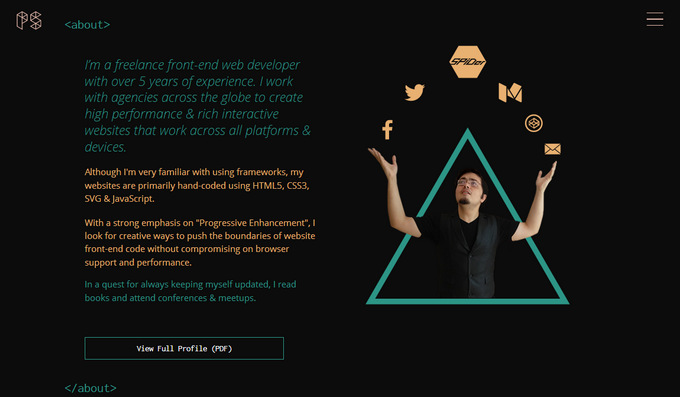 PS
<about>
I'm a freelance front-end web developer
with over 5 years of experience. I work
with agencies across the globe to create
high performance & rich interactive
websites that work across all platforms &
devices.
Although I'm very familiar with using frameworks, my
websites are primarily hand-coded using HTML5, CSS3,
SVG & JavaScript.
With a strong emphasis on "Progressive Enhancement", I
look for creative ways to push the boundaries of website
front-end code without compromising on browser
support and performance.
In a quest for always keeping myself updated, I read
books and attend conferences & meetups.
View Full Profile (PDF)
</about>
SPiDer